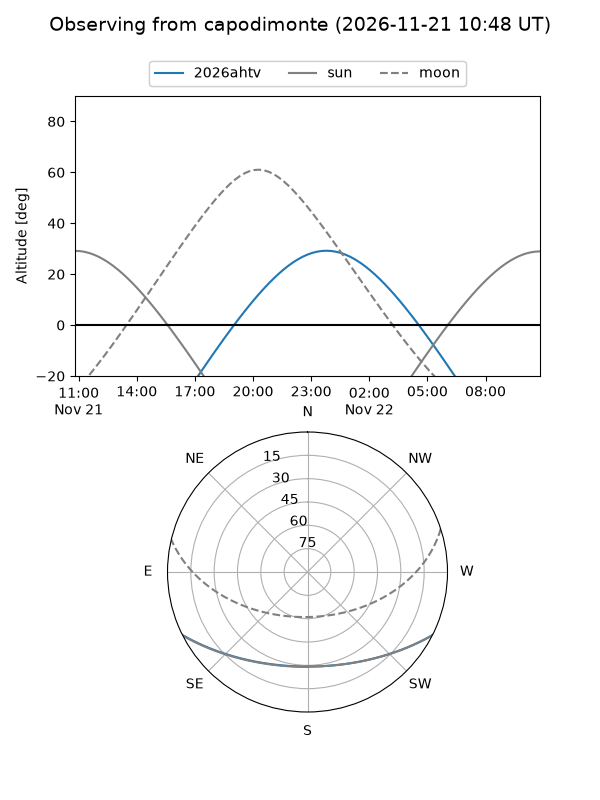 Observing from capodimonte (2026-11-21 10:48 UT)
2026ahtv sun moon
Altitude [deg]
80
60
40
20
0
−20
11:00 14:00 17:00 20:00 23:00 02:00 05:00 08:00
Nov 21 Nov 22
N
NE NW
15
30
45
60
75
E W
SE SW
S